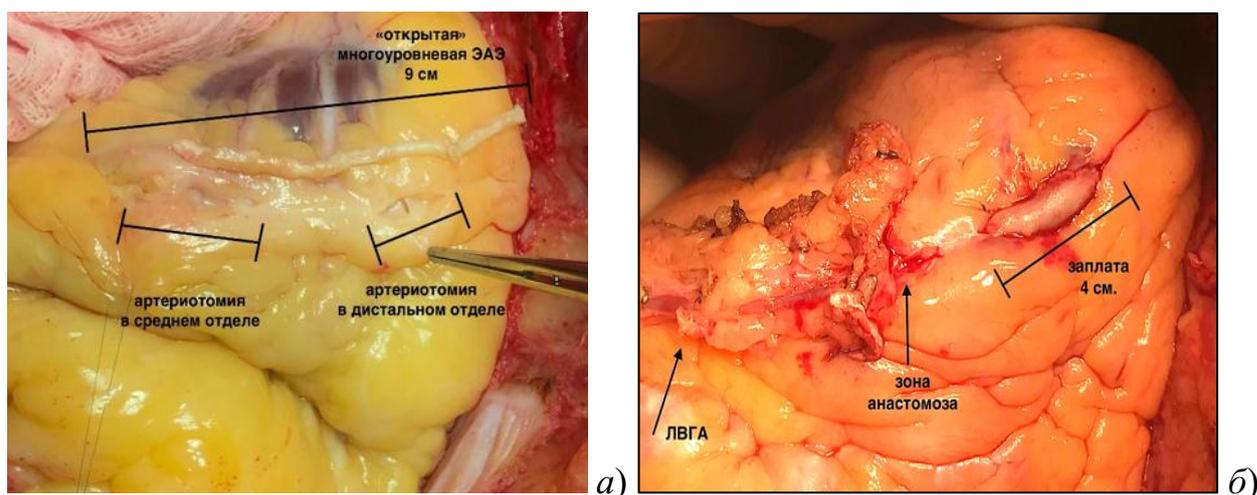 «открытая»
многоуровневая ЭАЭ
9 см
артериотомия
в среднем отделе
артериотомия
в дистальном отделе
а)
заплата
4 см.
зона
анастомоза
ЛВГА
б)